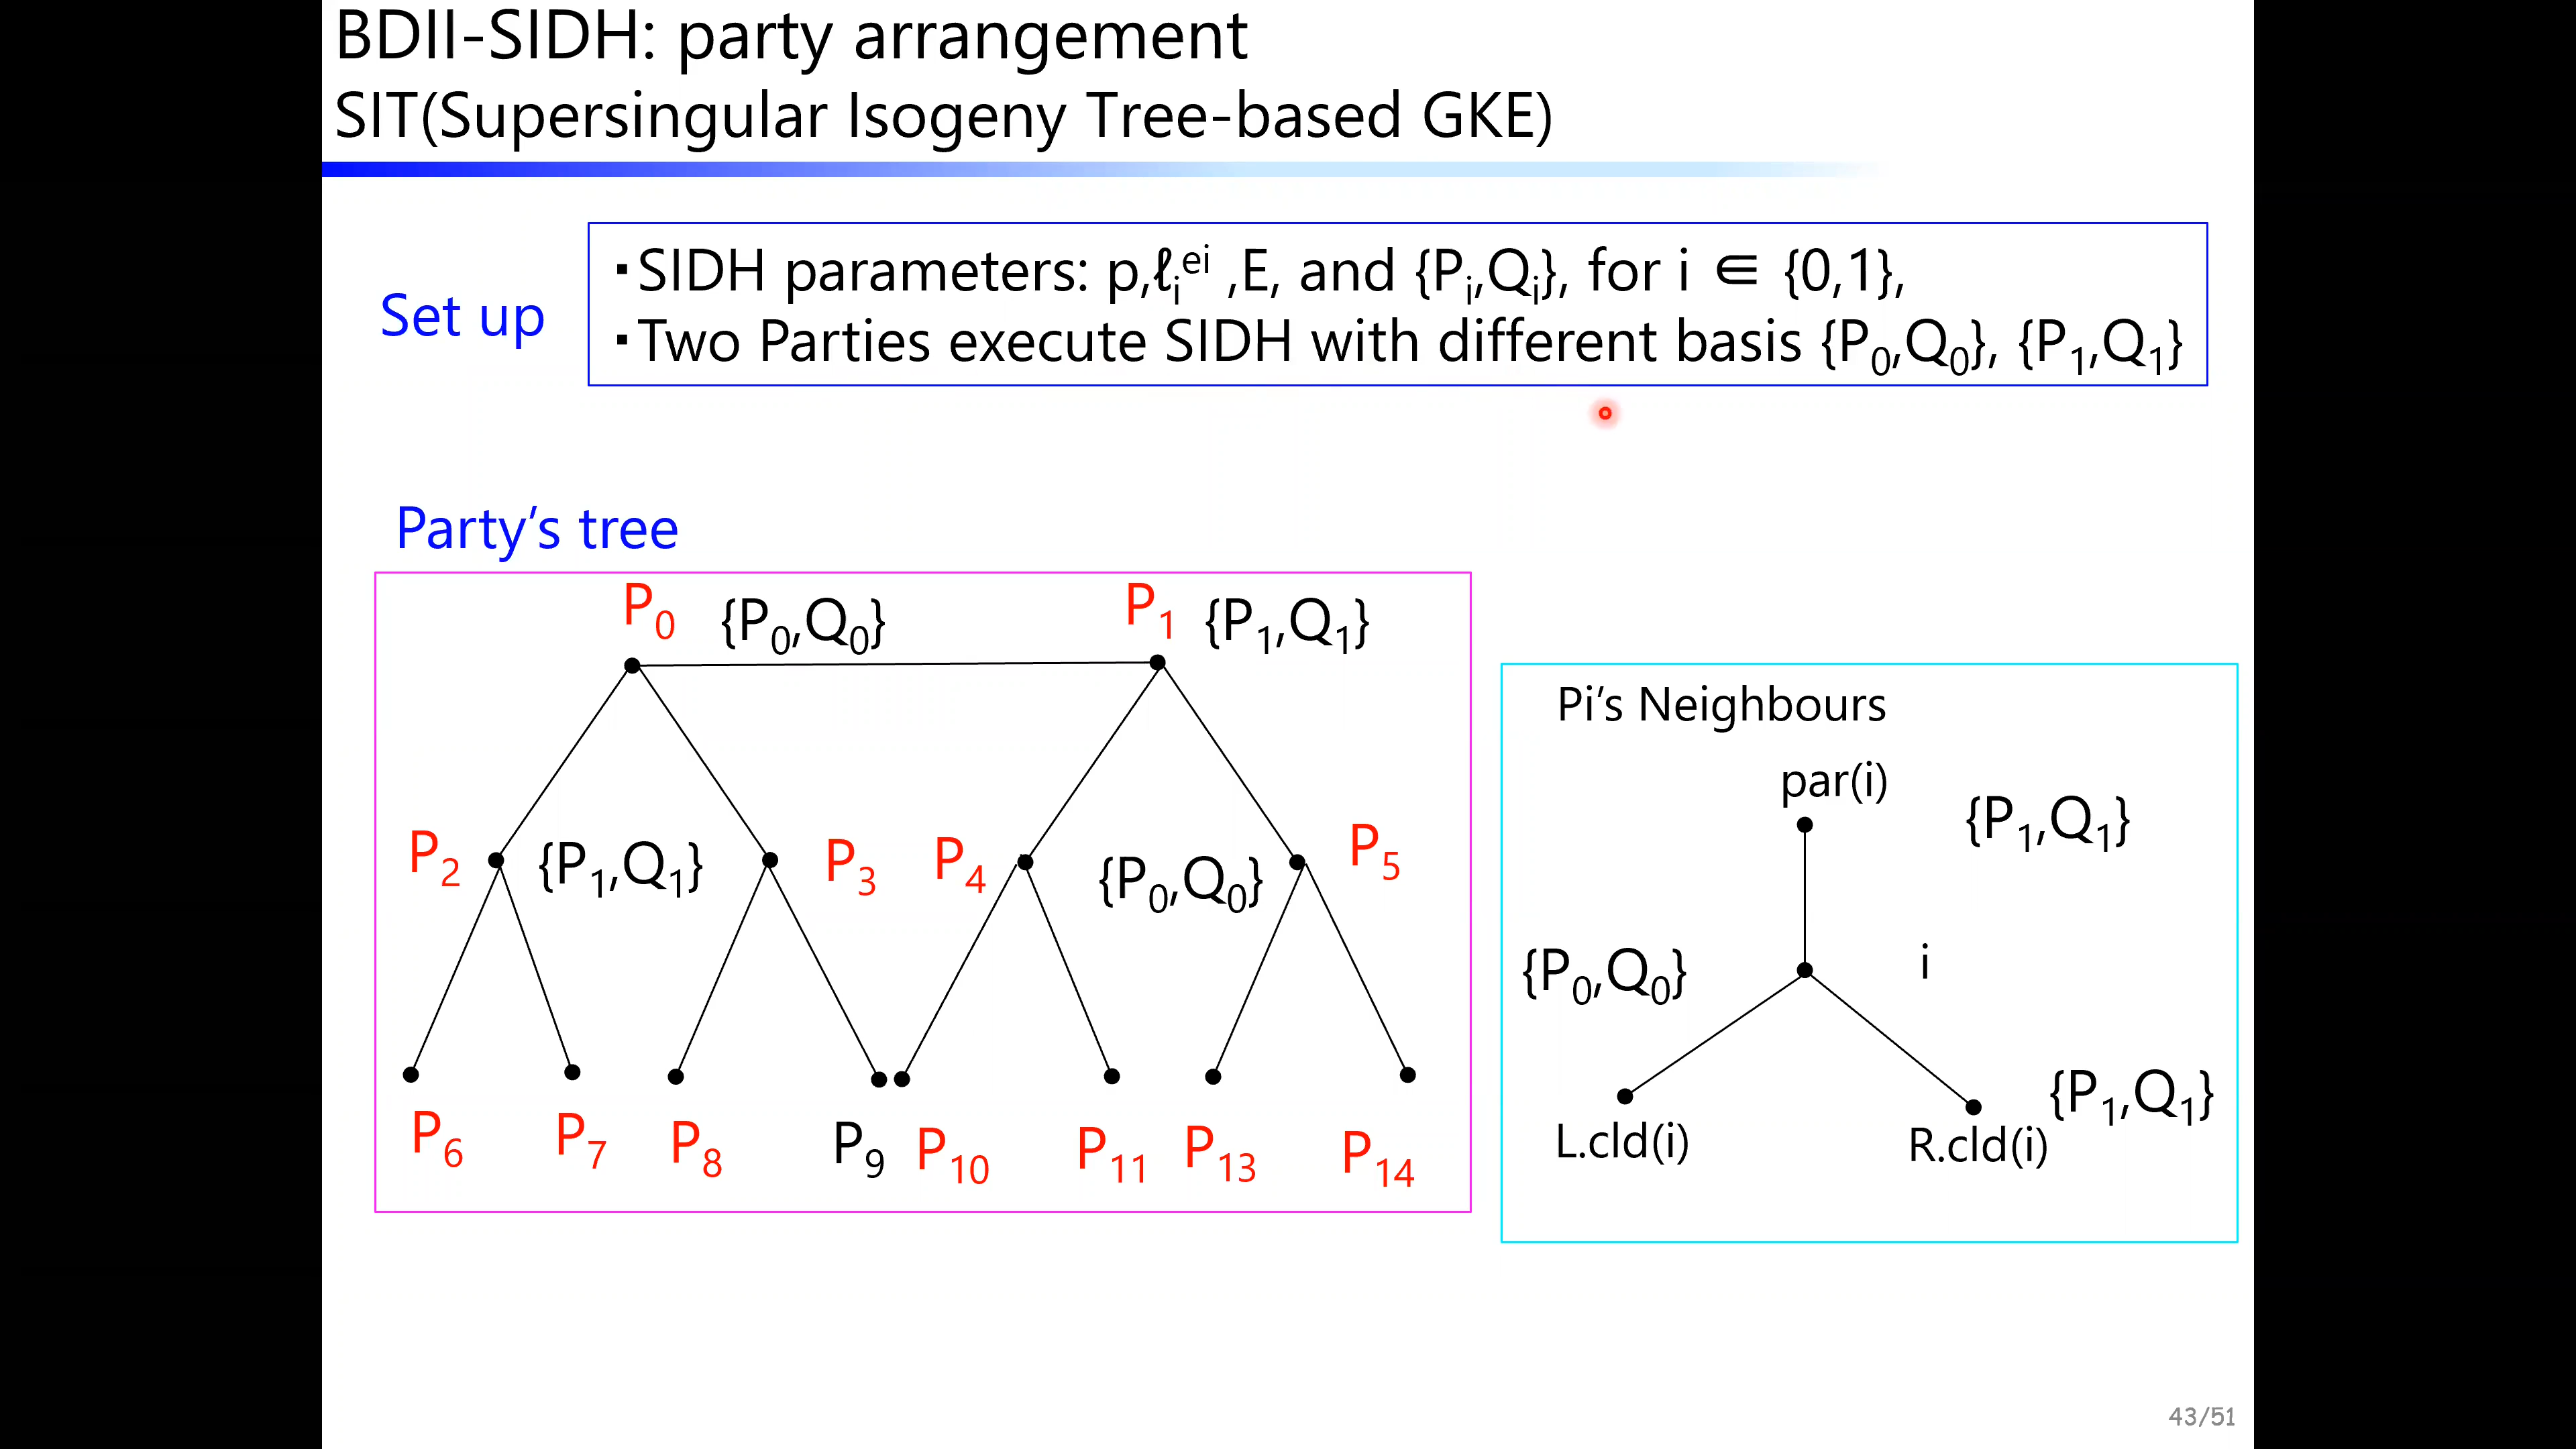 BDII-SIDH: party arrangement
SIT(Supersingular Isogeny Tree-based GKE)
Set up
・SIDH parameters: p,ℓᵢᵉⁱ ,E, and {Pᵢ,Qᵢ}, for i ∈ {0,1},
・Two Parties execute SIDH with different basis {P₀,Q₀}, {P₁,Q₁}
Party's tree
P₀ {P₀,Q₀} P₁ {P₁,Q₁}
P₂ {P₁,Q₁} P₃ P₄ {P₀,Q₀} P₅
P₆ P₇ P₈ P₉ P₁₀ P₁₁ P₁₃ P₁₄
Pi's Neighbours
par(i) {P₁,Q₁}
{P₀,Q₀} i
L.cld(i) R.cld(i) {P₁,Q₁}
43/51